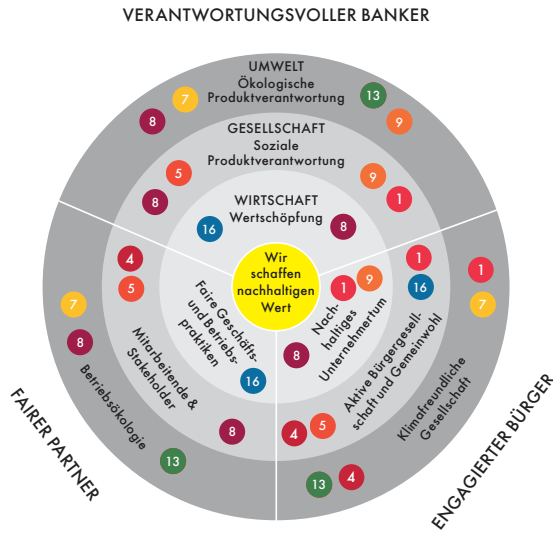 VERANTWORTUNGSVOLLER BANKER
UMWELT
Ökologische
Produktverantwortung
7
8
13
9
GESELLSCHAFT
Soziale
Produktverantwortung
5
8
9
1
WIRTSCHAFT
Wertschöpfung
16
8
Wir
schaffen
nachhaltigen
Wert
4
5
7
8
Faire Geschäfts-
und Betriebs-
praktiken
16
Mitarbeitende &
Stakeholder
8
Betriebsökologie
13
FAIRER PARTNER
1
9
Nach-
haltiges
Unternehmertum
8
1
16
Aktive Bürgergesell-
schaft und Gemeinwohl
4
5
1
7
Klimafreundliche
Gesellschaft
13
4
ENGAGIERTER BÜRGER